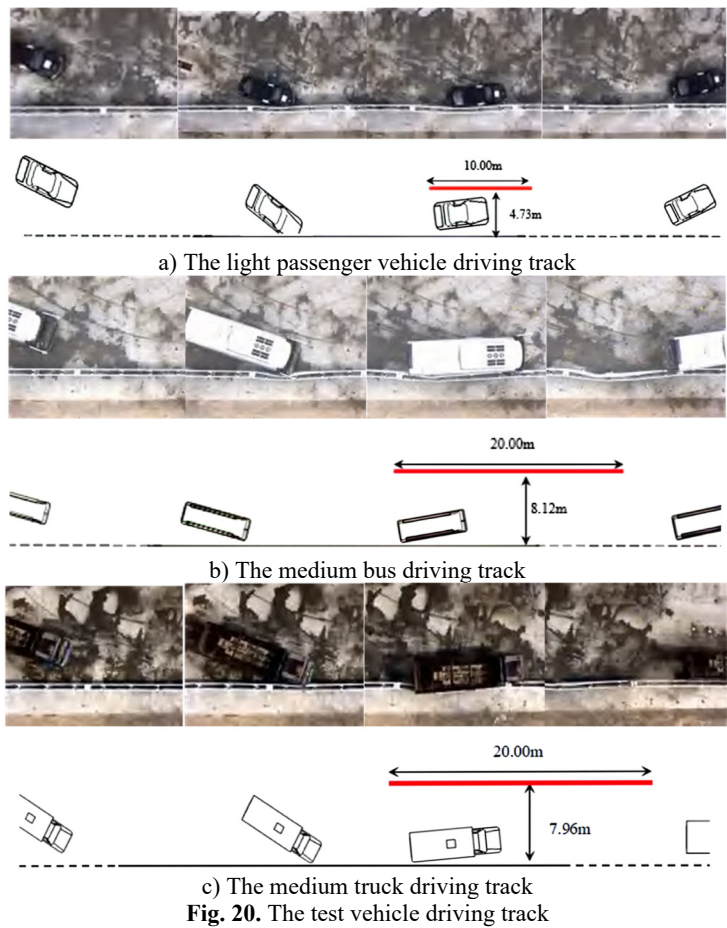 10.00m
4.73m
a) The light passenger vehicle driving track
20.00m
8.12m
b) The medium bus driving track
20.00m
7.96m
c) The medium truck driving track
Fig. 20. The test vehicle driving track